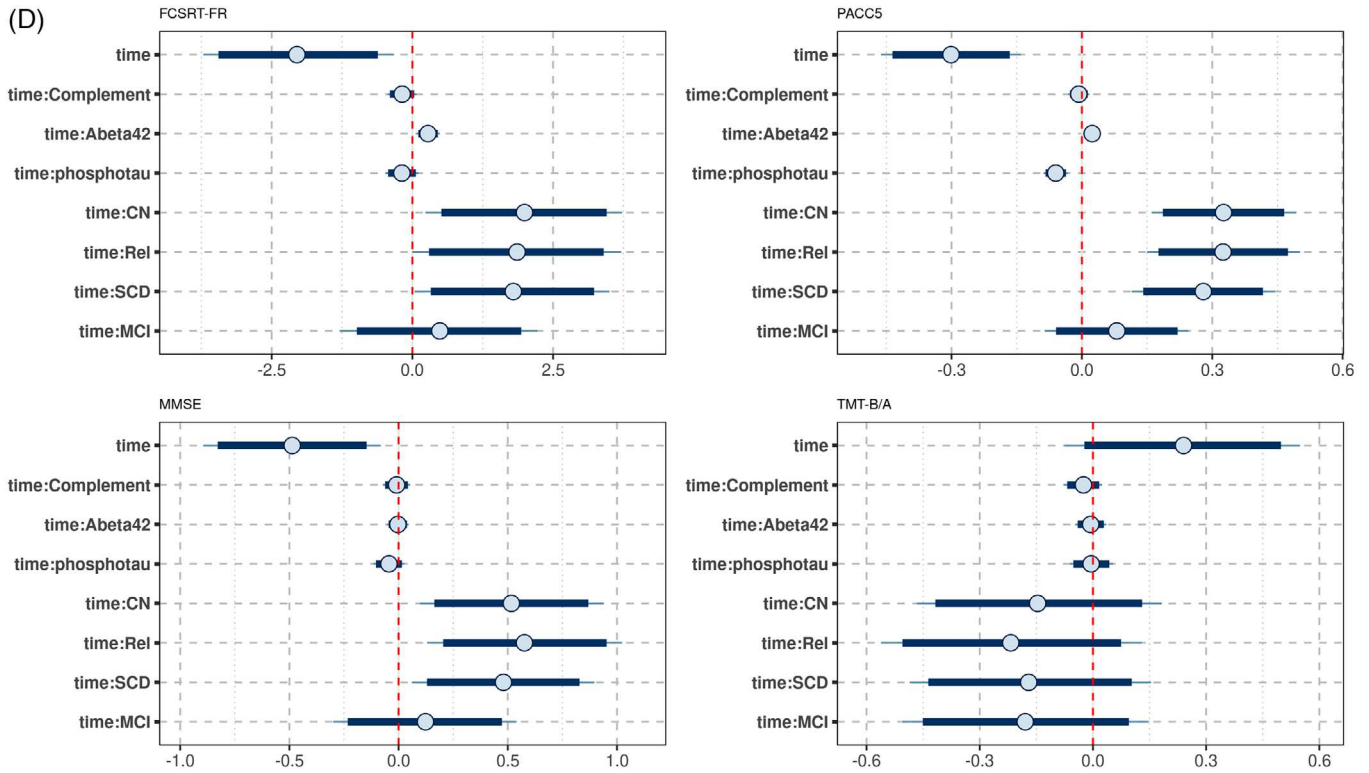 (D)
FCSRT-FR
time
time:Complement
time:Abeta42
time:phosphotau
time:CN
time:Rel
time:SCD
time:MCI
-2.5 0.0 2.5
PACC5
time
time:Complement
time:Abeta42
time:phosphotau
time:CN
time:Rel
time:SCD
time:MCI
-0.3 0.0 0.3 0.6
MMSE
time
time:Complement
time:Abeta42
time:phosphotau
time:CN
time:Rel
time:SCD
time:MCI
-1.0 -0.5 0.0 0.5 1.0
TMT-B/A
time
time:Complement
time:Abeta42
time:phosphotau
time:CN
time:Rel
time:SCD
time:MCI
-0.6 -0.3 0.0 0.3 0.6